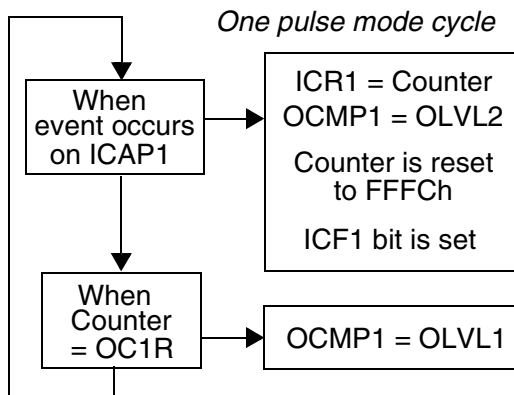 One pulse mode cycle
When
event occurs
on ICAP1
ICR1 = Counter
OCMP1 = OLVL2
Counter is reset
to FFFCh
ICF1 bit is set
When
Counter
= OC1R
OCMP1 = OLVL1